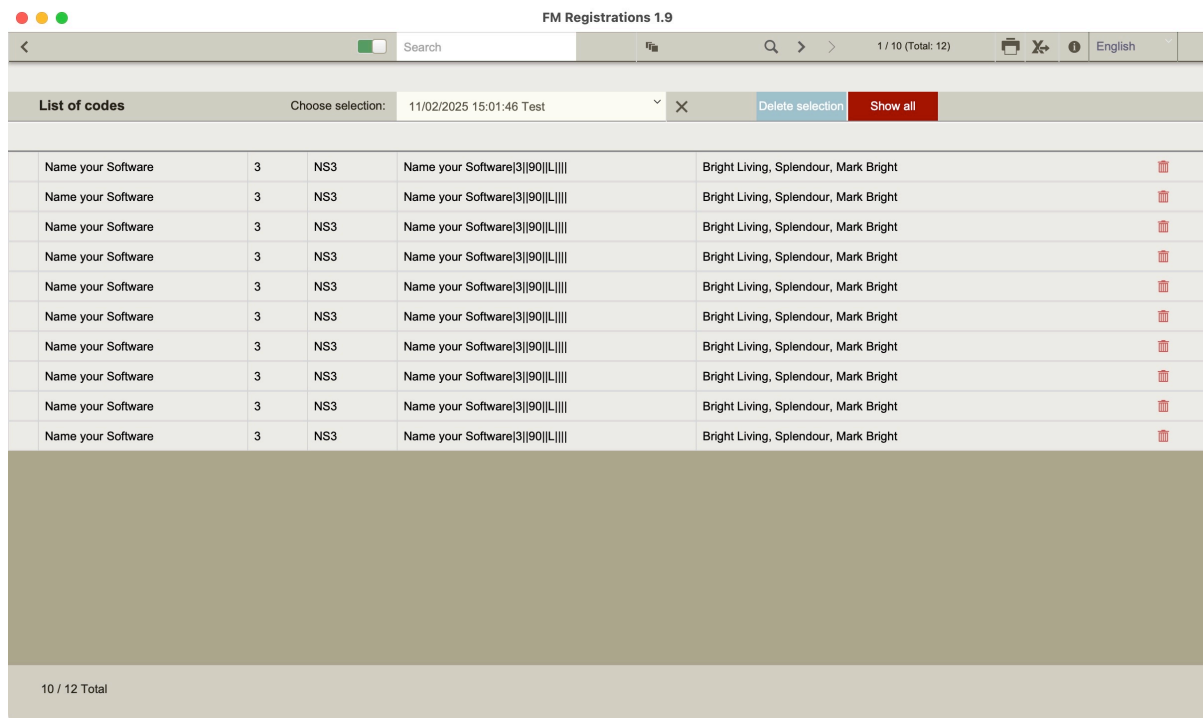 FM Registrations 1.9
Search 1 / 10 (Total: 12) English
List of codes Choose selection: 11/02/2025 15:01:46 Test Delete selection Show all
Name your Software 3 NS3 Name your Software|3||90||L|||| Bright Living, Splendour, Mark Bright
Name your Software 3 NS3 Name your Software|3||90||L|||| Bright Living, Splendour, Mark Bright
Name your Software 3 NS3 Name your Software|3||90||L|||| Bright Living, Splendour, Mark Bright
Name your Software 3 NS3 Name your Software|3||90||L|||| Bright Living, Splendour, Mark Bright
Name your Software 3 NS3 Name your Software|3||90||L|||| Bright Living, Splendour, Mark Bright
Name your Software 3 NS3 Name your Software|3||90||L|||| Bright Living, Splendour, Mark Bright
Name your Software 3 NS3 Name your Software|3||90||L|||| Bright Living, Splendour, Mark Bright
Name your Software 3 NS3 Name your Software|3||90||L|||| Bright Living, Splendour, Mark Bright
Name your Software 3 NS3 Name your Software|3||90||L|||| Bright Living, Splendour, Mark Bright
Name your Software 3 NS3 Name your Software|3||90||L|||| Bright Living, Splendour, Mark Bright
10 / 12 Total